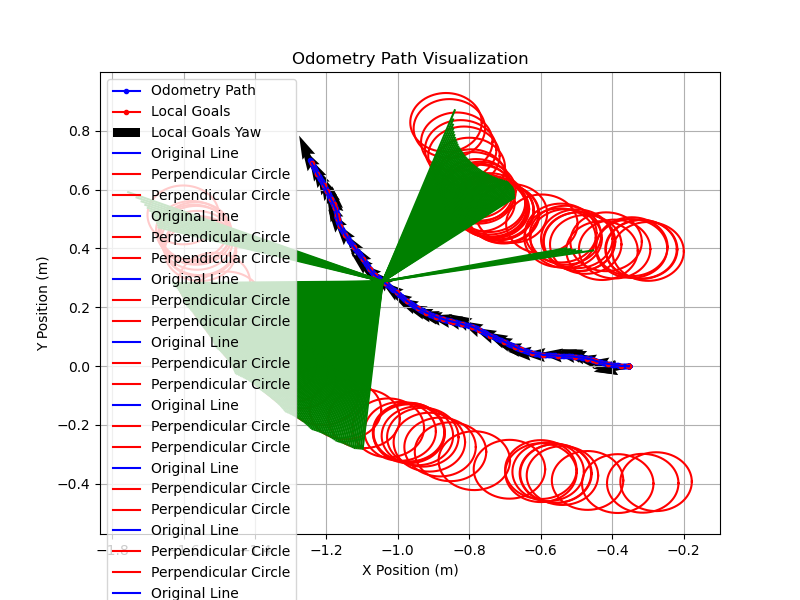 Odometry Path Visualization
Odometry Path
Local Goals
Local Goals Yaw
Original Line
Perpendicular Circle
Perpendicular Circle
Original Line
Perpendicular Circle
Perpendicular Circle
Original Line
Perpendicular Circle
Perpendicular Circle
Original Line
Perpendicular Circle
Perpendicular Circle
Original Line
Perpendicular Circle
Perpendicular Circle
Original Line
Perpendicular Circle
Perpendicular Circle
Original Line
Perpendicular Circle
Perpendicular Circle
Original Line
Y Position (m)
0.8
0.6
0.4
0.2
0.0
−0.2
−0.4
−1.2 −1.0 −0.8 −0.6 −0.4 −0.2
X Position (m)